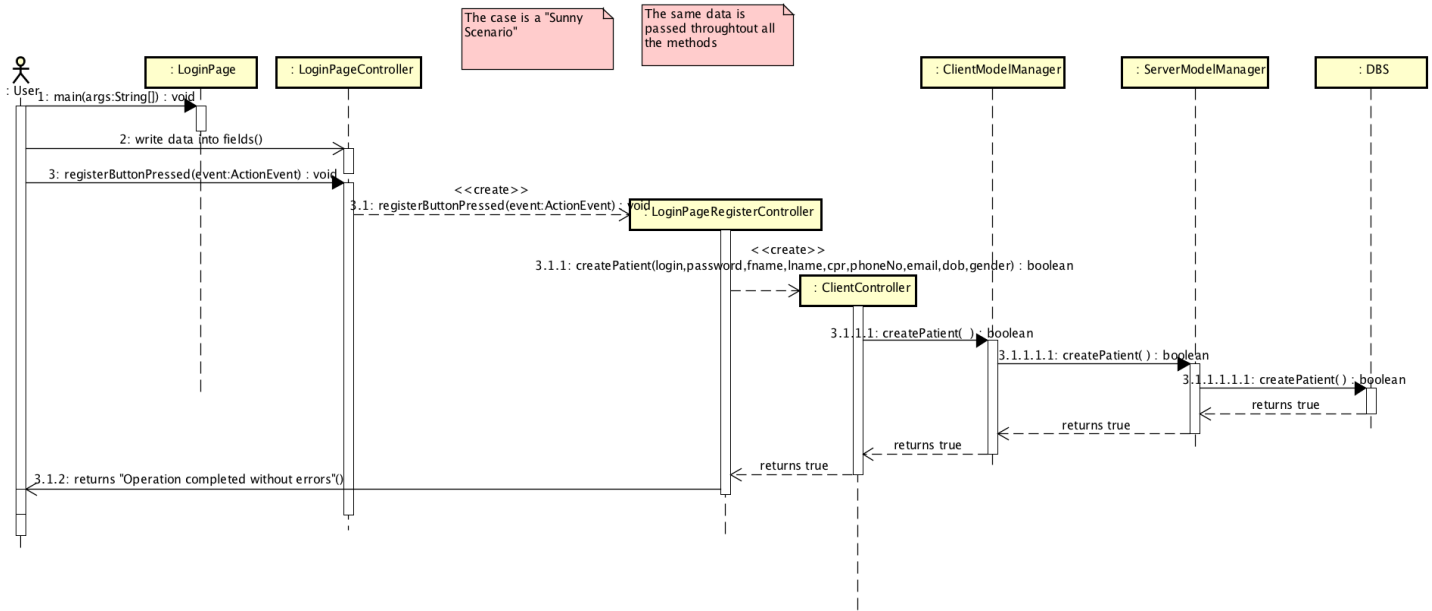 The case is a "Sunny
Scenario"
The same data is
passed throughtout all
the methods
: User
: LoginPage
: LoginPageController
: ClientModelManager
: ServerModelManager
: DBS
1: main(args:String[]) : void
2: write data into fields()
3: registerButtonPressed(event:ActionEvent) : void
<<create>>
3.1: registerButtonPressed(event:ActionEvent) : void
: LoginPageRegisterController
<<create>>
3.1.1: createPatient(login,password,fname,lname,cpr,phoneNo,email,dob,gender) : boolean
: ClientController
3.1.1.1: createPatient(  ) : boolean
3.1.1.1.1: createPatient( ) : boolean
3.1.1.1.1.1: createPatient( ) : boolean
returns true
returns true
returns true
returns true
3.1.2: returns "Operation completed without errors"()